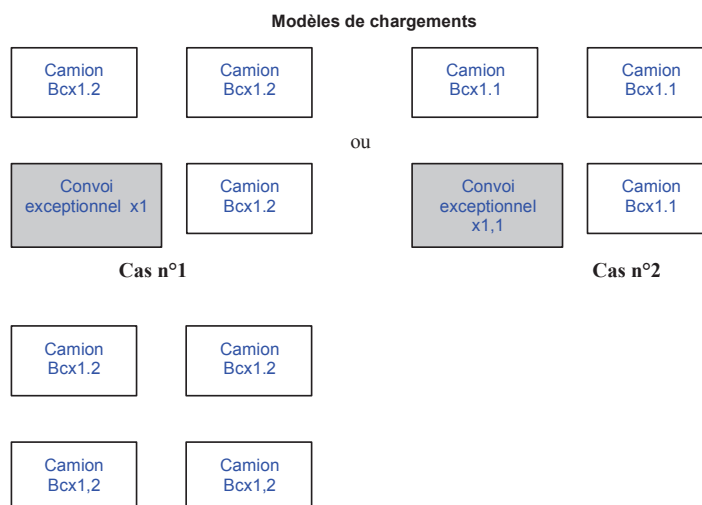 Modèles de chargements
Camion
Bcx1.2
Camion
Bcx1.2
Camion
Bcx1.1
Camion
Bcx1.1
ou
Convoi
exceptionnel x1
Camion
Bcx1.2
Convoi
exceptionnel
x1,1
Camion
Bcx1.1
Cas n°1
Cas n°2
Camion
Bcx1.2
Camion
Bcx1.2
Camion
Bcx1,2
Camion
Bcx1,2